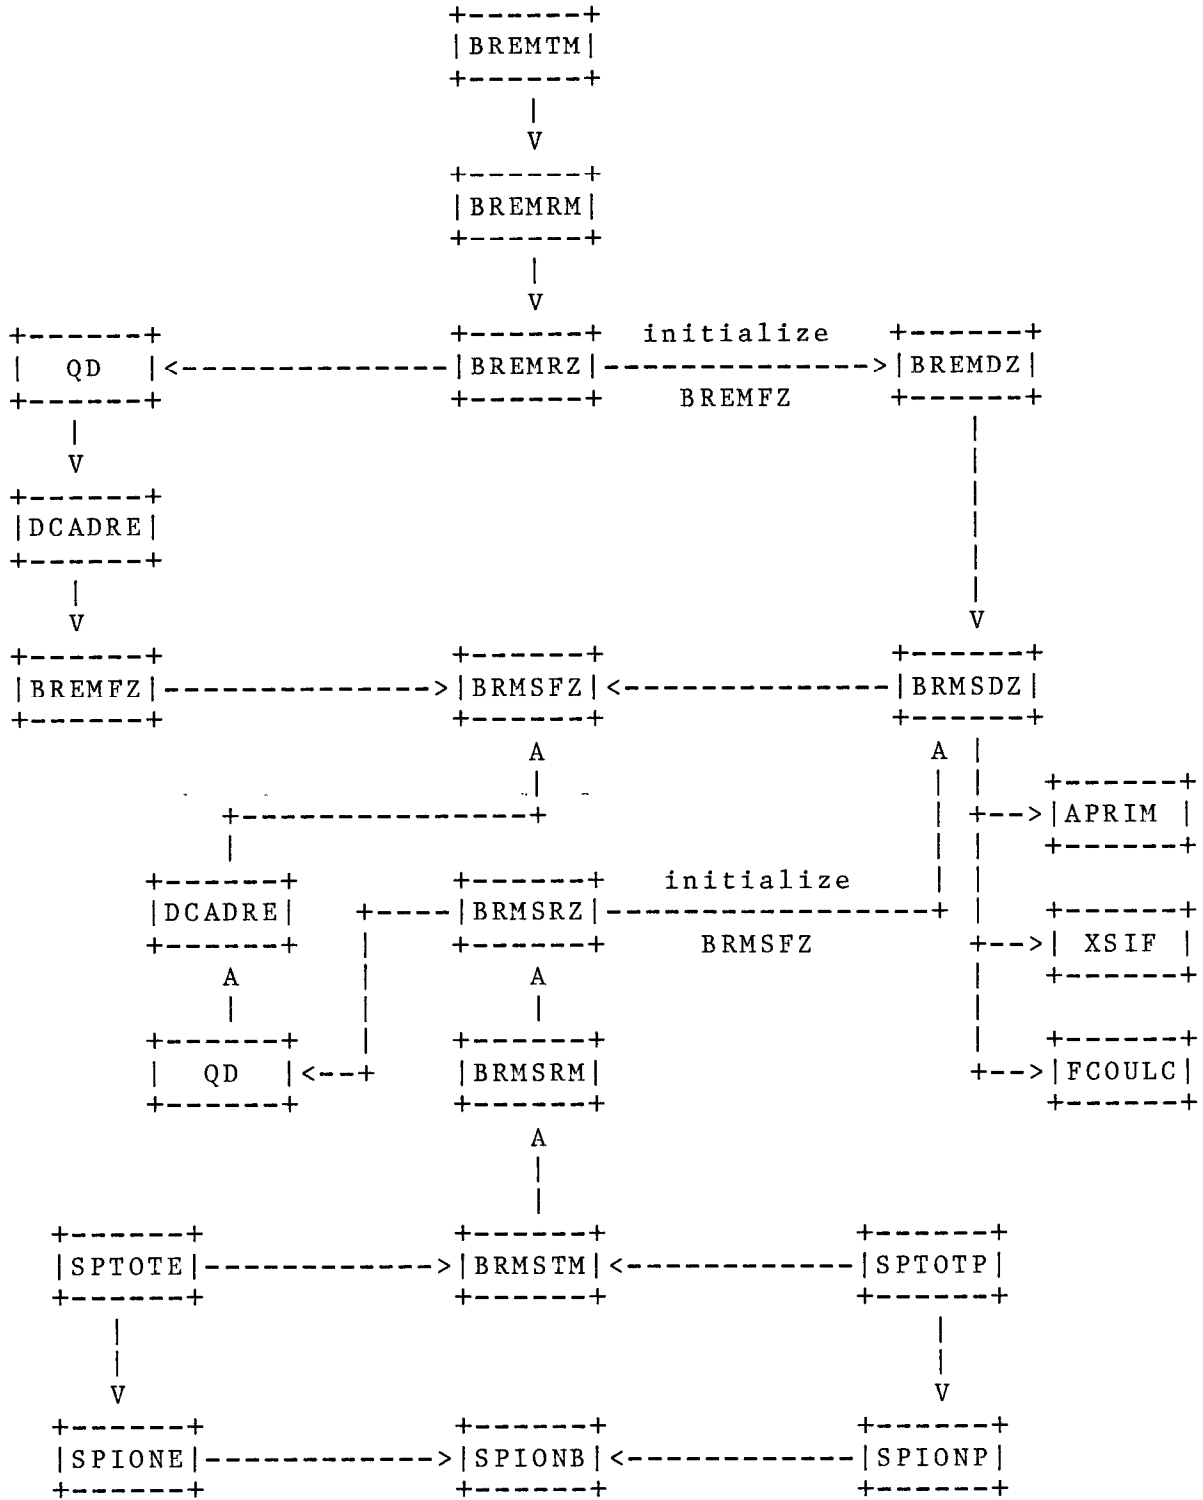 BREMTM
BREMRM
initialize
QD BREMRZ BREMDZ
BREMFZ
DCADRE
BREMFZ BRMSFZ BRMSDZ
APRIM
initialize
DCADRE BRMSRZ
BRMSFZ XSIF
QD BRMSRM FCOULC
SPTOTE BRMSTM SPTOTP
SPIONE SPIONB SPIONP